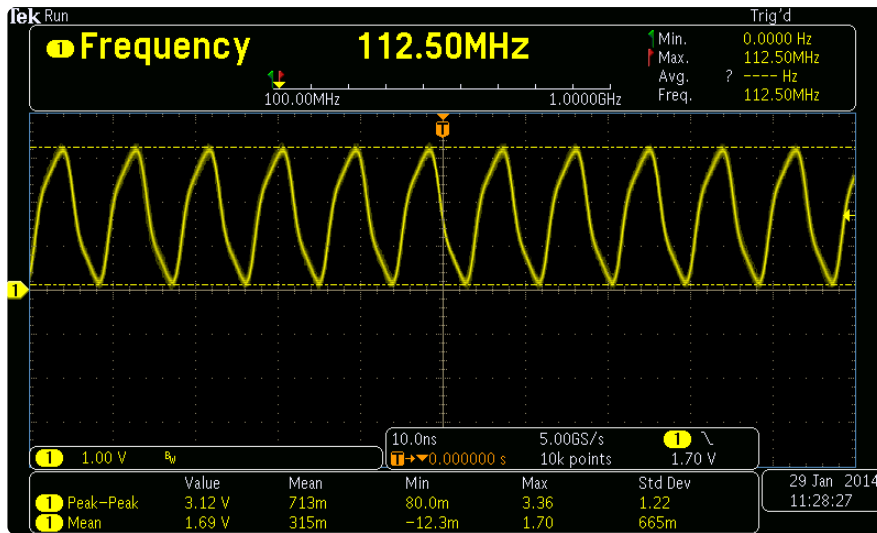 Tek Run Trig'd
1 Frequency 112.50MHz
Min. 0.0000 Hz
Max. 112.50MHz
Avg. ? ---- Hz
Freq. 112.50MHz
100.00MHz 1.0000GHz
T
1
10.0ns 5.00GS/s 1
T→▼0.000000 s 10k points 1.70 V
1 1.00 V BW
Value Mean Min Max Std Dev
1 Peak-Peak 3.12 V 713m 80.0m 3.36 1.22
1 Mean 1.69 V 315m -12.3m 1.70 665m
29 Jan 2014
11:28:27